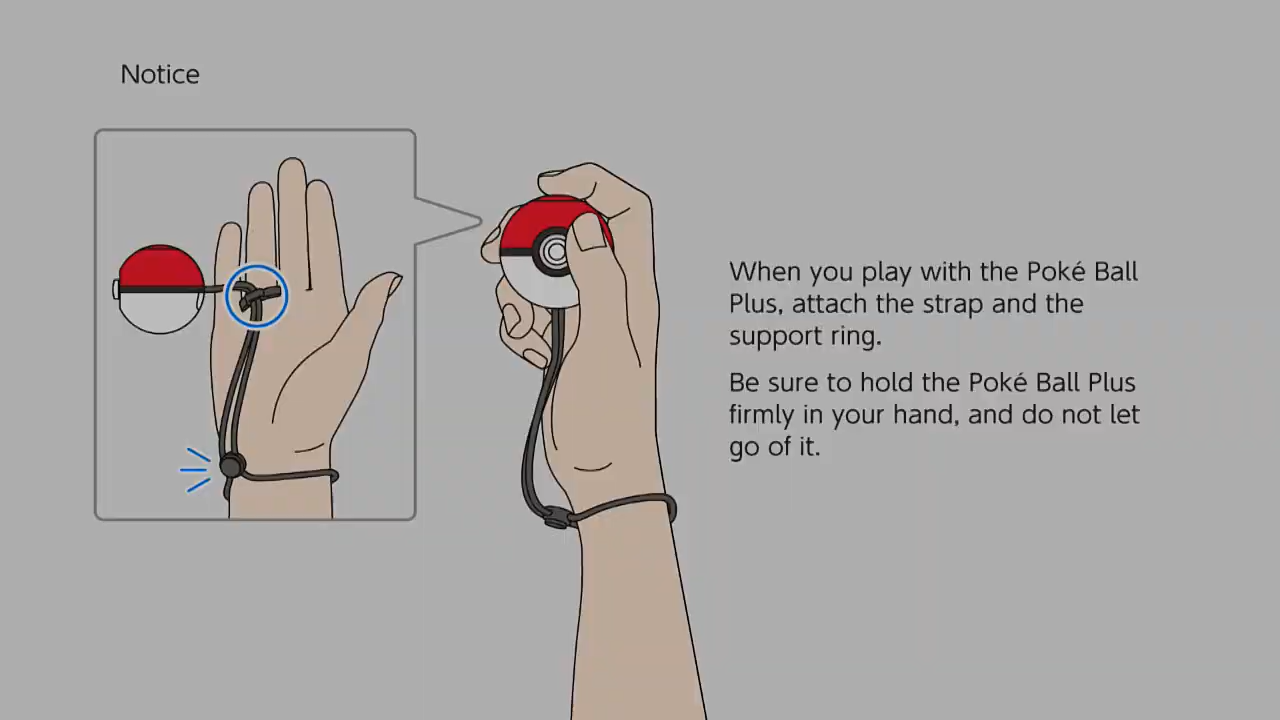 Notice
When you play with the Poké Ball
Plus, attach the strap and the
support ring.
Be sure to hold the Poké Ball Plus
firmly in your hand, and do not let
go of it.